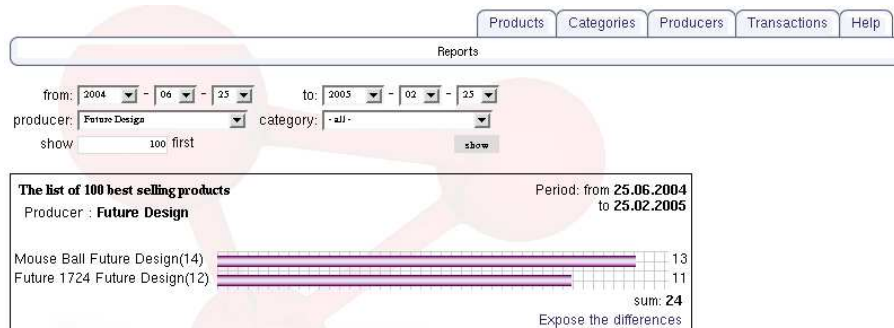 Products Categories Producers Transactions Help
Reports
from: 2004 - 06 - 25 to: 2005 - 02 - 25
producer: Future Design category: - all -
show 100 first show
The list of 100 best selling products Period: from 25.06.2004
Producer : Future Design to 25.02.2005
Mouse Ball Future Design(14) 13
Future 1724 Future Design(12) 11
sum: 24
Expose the differences